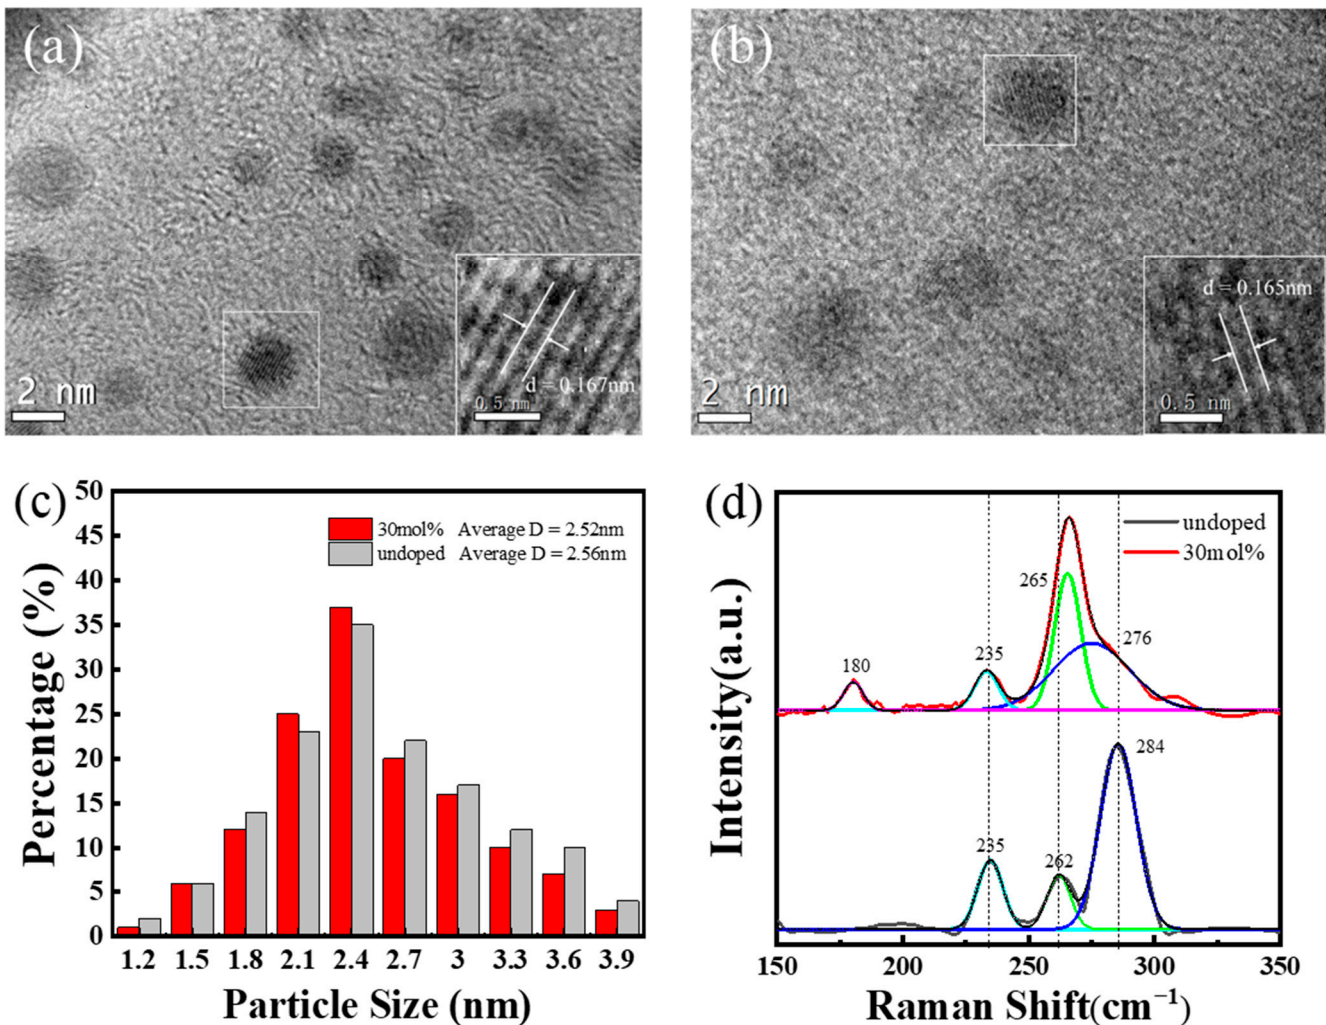 (a)
2 nm
d = 0.167nm
0.5 nm
(b)
2 nm
d = 0.165nm
0.5 nm
(c)
50
45
40
35
30
25
20
15
10
5
0
Percentage (%)
30mol% Average D = 2.52nm
undoped Average D = 2.56nm
1.2 1.5 1.8 2.1 2.4 2.7 3 3.3 3.6 3.9
Particle Size (nm)
(d)
Intensity(a.u.)
undoped
30mol%
265
276
180
235
284
235
262
150 200 250 300 350
Raman Shift(cm⁻¹)